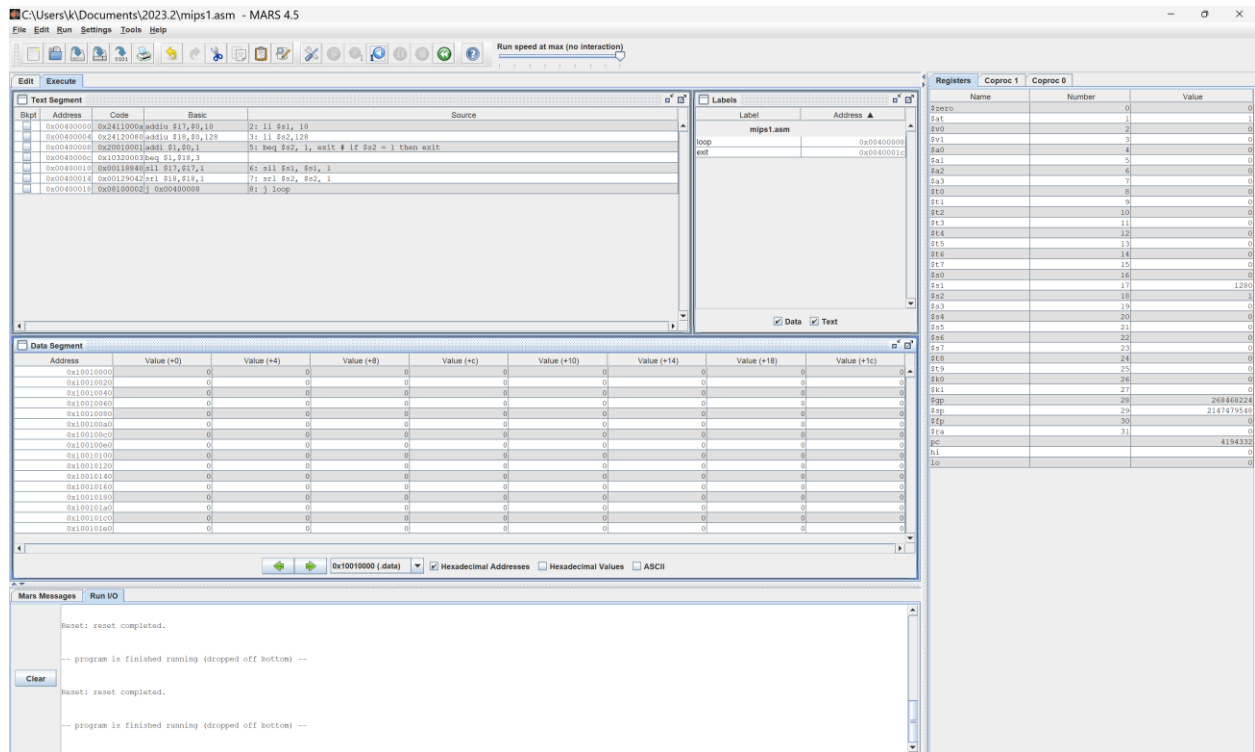 C:\Users\k\Documents\2023.2\mips1.asm - MARS 4.5
File Edit Run Settings Tools Help
Run speed at max (no interaction)
Edit Execute
Text Segment
Bkpt Address Code Basic Source
0x00400000 0x2411000a addiu $17,$0,10 2: li $s1, 10
0x00400004 0x24120080 addiu $18,$0,128 3: li $s2,128
0x00400008 0x20010001 addi $1,$0,1 5: beq $s2, 1, exit # if $s2 = 1 then exit
0x0040000c 0x10320003 beq $1,$18,3
0x00400010 0x00118840 sll $17,$17,1 6: sll $s1, $s1, 1
0x00400014 0x00129042 srl $18,$18,1 7: srl $s2, $s2, 1
0x00400018 0x08100002 j 0x00400008 8: j loop
Labels
Label Address ▲
mips1.asm
loop 0x00400008
exit 0x0040001c
Data Text
Data Segment
Address Value (+0) Value (+4) Value (+8) Value (+c) Value (+10) Value (+14) Value (+18) Value (+1c)
0x10010000 0 0 0 0 0 0 0 0
0x10010020 0 0 0 0 0 0 0 0
0x10010040 0 0 0 0 0 0 0 0
0x10010060 0 0 0 0 0 0 0 0
0x10010080 0 0 0 0 0 0 0 0
0x100100a0 0 0 0 0 0 0 0 0
0x100100c0 0 0 0 0 0 0 0 0
0x100100e0 0 0 0 0 0 0 0 0
0x10010100 0 0 0 0 0 0 0 0
0x10010120 0 0 0 0 0 0 0 0
0x10010140 0 0 0 0 0 0 0 0
0x10010160 0 0 0 0 0 0 0 0
0x10010180 0 0 0 0 0 0 0 0
0x100101a0 0 0 0 0 0 0 0 0
0x100101c0 0 0 0 0 0 0 0 0
0x100101e0 0 0 0 0 0 0 0 0
0x10010000 (.data) Hexadecimal Addresses Hexadecimal Values ASCII
Mars Messages Run I/O
Reset: reset completed.
-- program is finished running (dropped off bottom) --
Clear
Reset: reset completed.
-- program is finished running (dropped off bottom) --
Registers Coproc 1 Coproc 0
Name Number Value
$zero 0 0
$at 1 1
$v0 2 0
$v1 3 0
$a0 4 0
$a1 5 0
$a2 6 0
$a3 7 0
$t0 8 0
$t1 9 0
$t2 10 0
$t3 11 0
$t4 12 0
$t5 13 0
$t6 14 0
$t7 15 0
$s0 16 0
$s1 17 1280
$s2 18 1
$s3 19 0
$s4 20 0
$s5 21 0
$s6 22 0
$s7 23 0
$t8 24 0
$t9 25 0
$k0 26 0
$k1 27 0
$gp 28 268468224
$sp 29 2147479548
$fp 30 0
$ra 31 0
pc 4194332
hi 0
lo 0